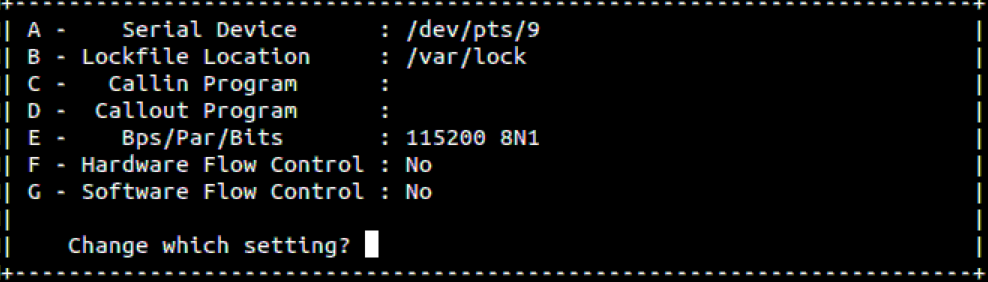 A - Serial Device : /dev/pts/9
B - Lockfile Location : /var/lock
C - Callin Program :
D - Callout Program :
E - Bps/Par/Bits : 115200 8N1
F - Hardware Flow Control : No
G - Software Flow Control : No
Change which setting?